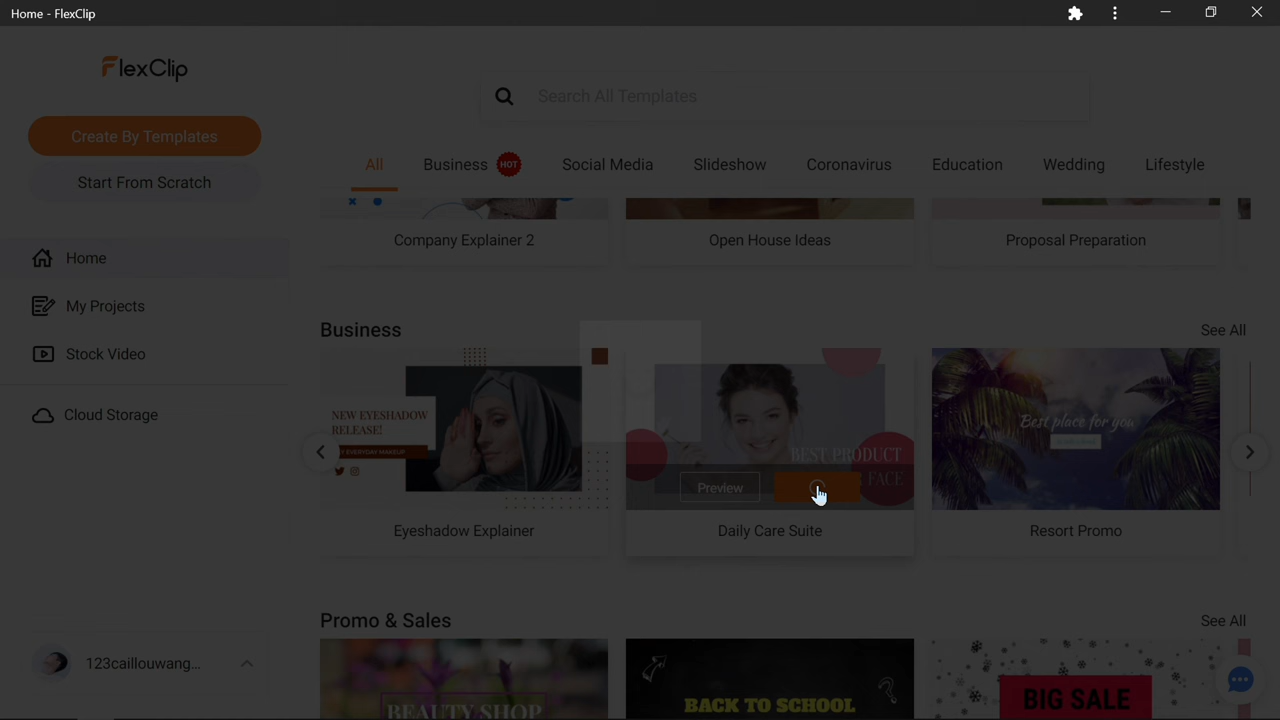 Home - FlexClip
FlexClip
Search All Templates
Create By Templates
Start From Scratch
All
Business
HOT
Social Media
Slideshow
Coronavirus
Education
Wedding
Lifestyle
Company Explainer 2
Open House Ideas
Proposal Preparation
Home
My Projects
Stock Video
Cloud Storage
Business
See All
NEW EYESHADOW
RELEASE!
EVERYDAY MAKEUP
BEST PRODUCT
FACE
Preview
Best place for you
Eyeshadow Explainer
Daily Care Suite
Resort Promo
Promo & Sales
See All
BEAUTY SHOP
BACK TO SCHOOL
BIG SALE
123caillouwang...